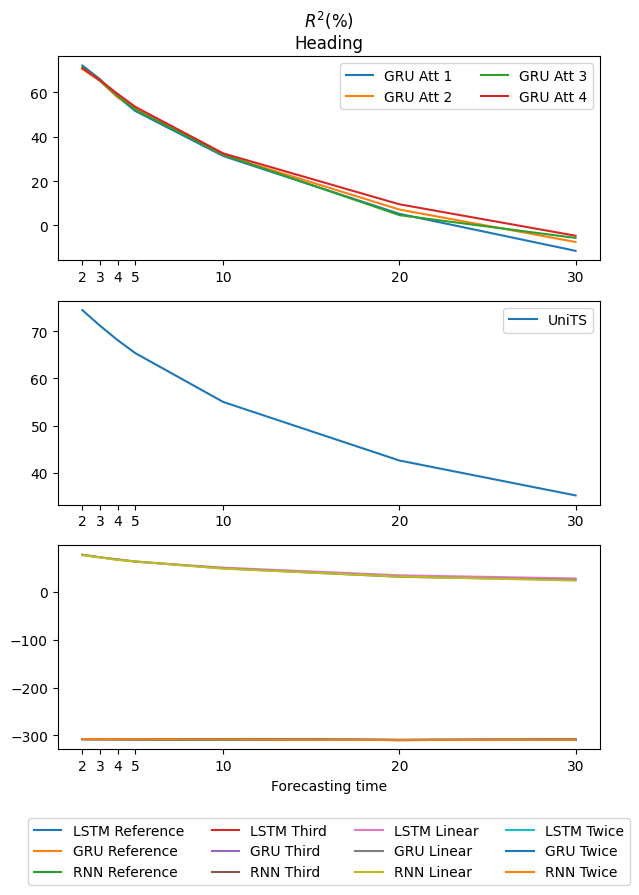 R²(%)
Heading
GRU Att 1 GRU Att 3
GRU Att 2 GRU Att 4
60
40
20
0
2 3 4 5 10 20 30
UniTS
70
60
50
40
2 3 4 5 10 20 30
0
−100
−200
−300
2 3 4 5 10 20 30
Forecasting time
LSTM Reference LSTM Third LSTM Linear LSTM Twice
GRU Reference GRU Third GRU Linear GRU Twice
RNN Reference RNN Third RNN Linear RNN Twice